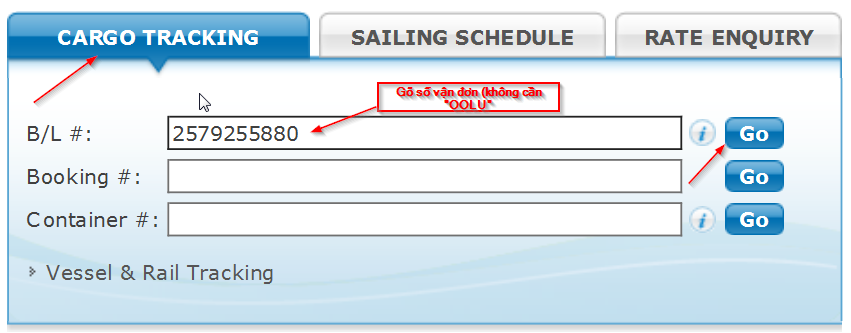 CARGO TRACKING SAILING SCHEDULE RATE ENQUIRY
Gõ số vận đơn (không cần
"OOLU"
B/L #: 2579255880 i Go
Booking #: Go
Container #: i Go
Vessel & Rail Tracking